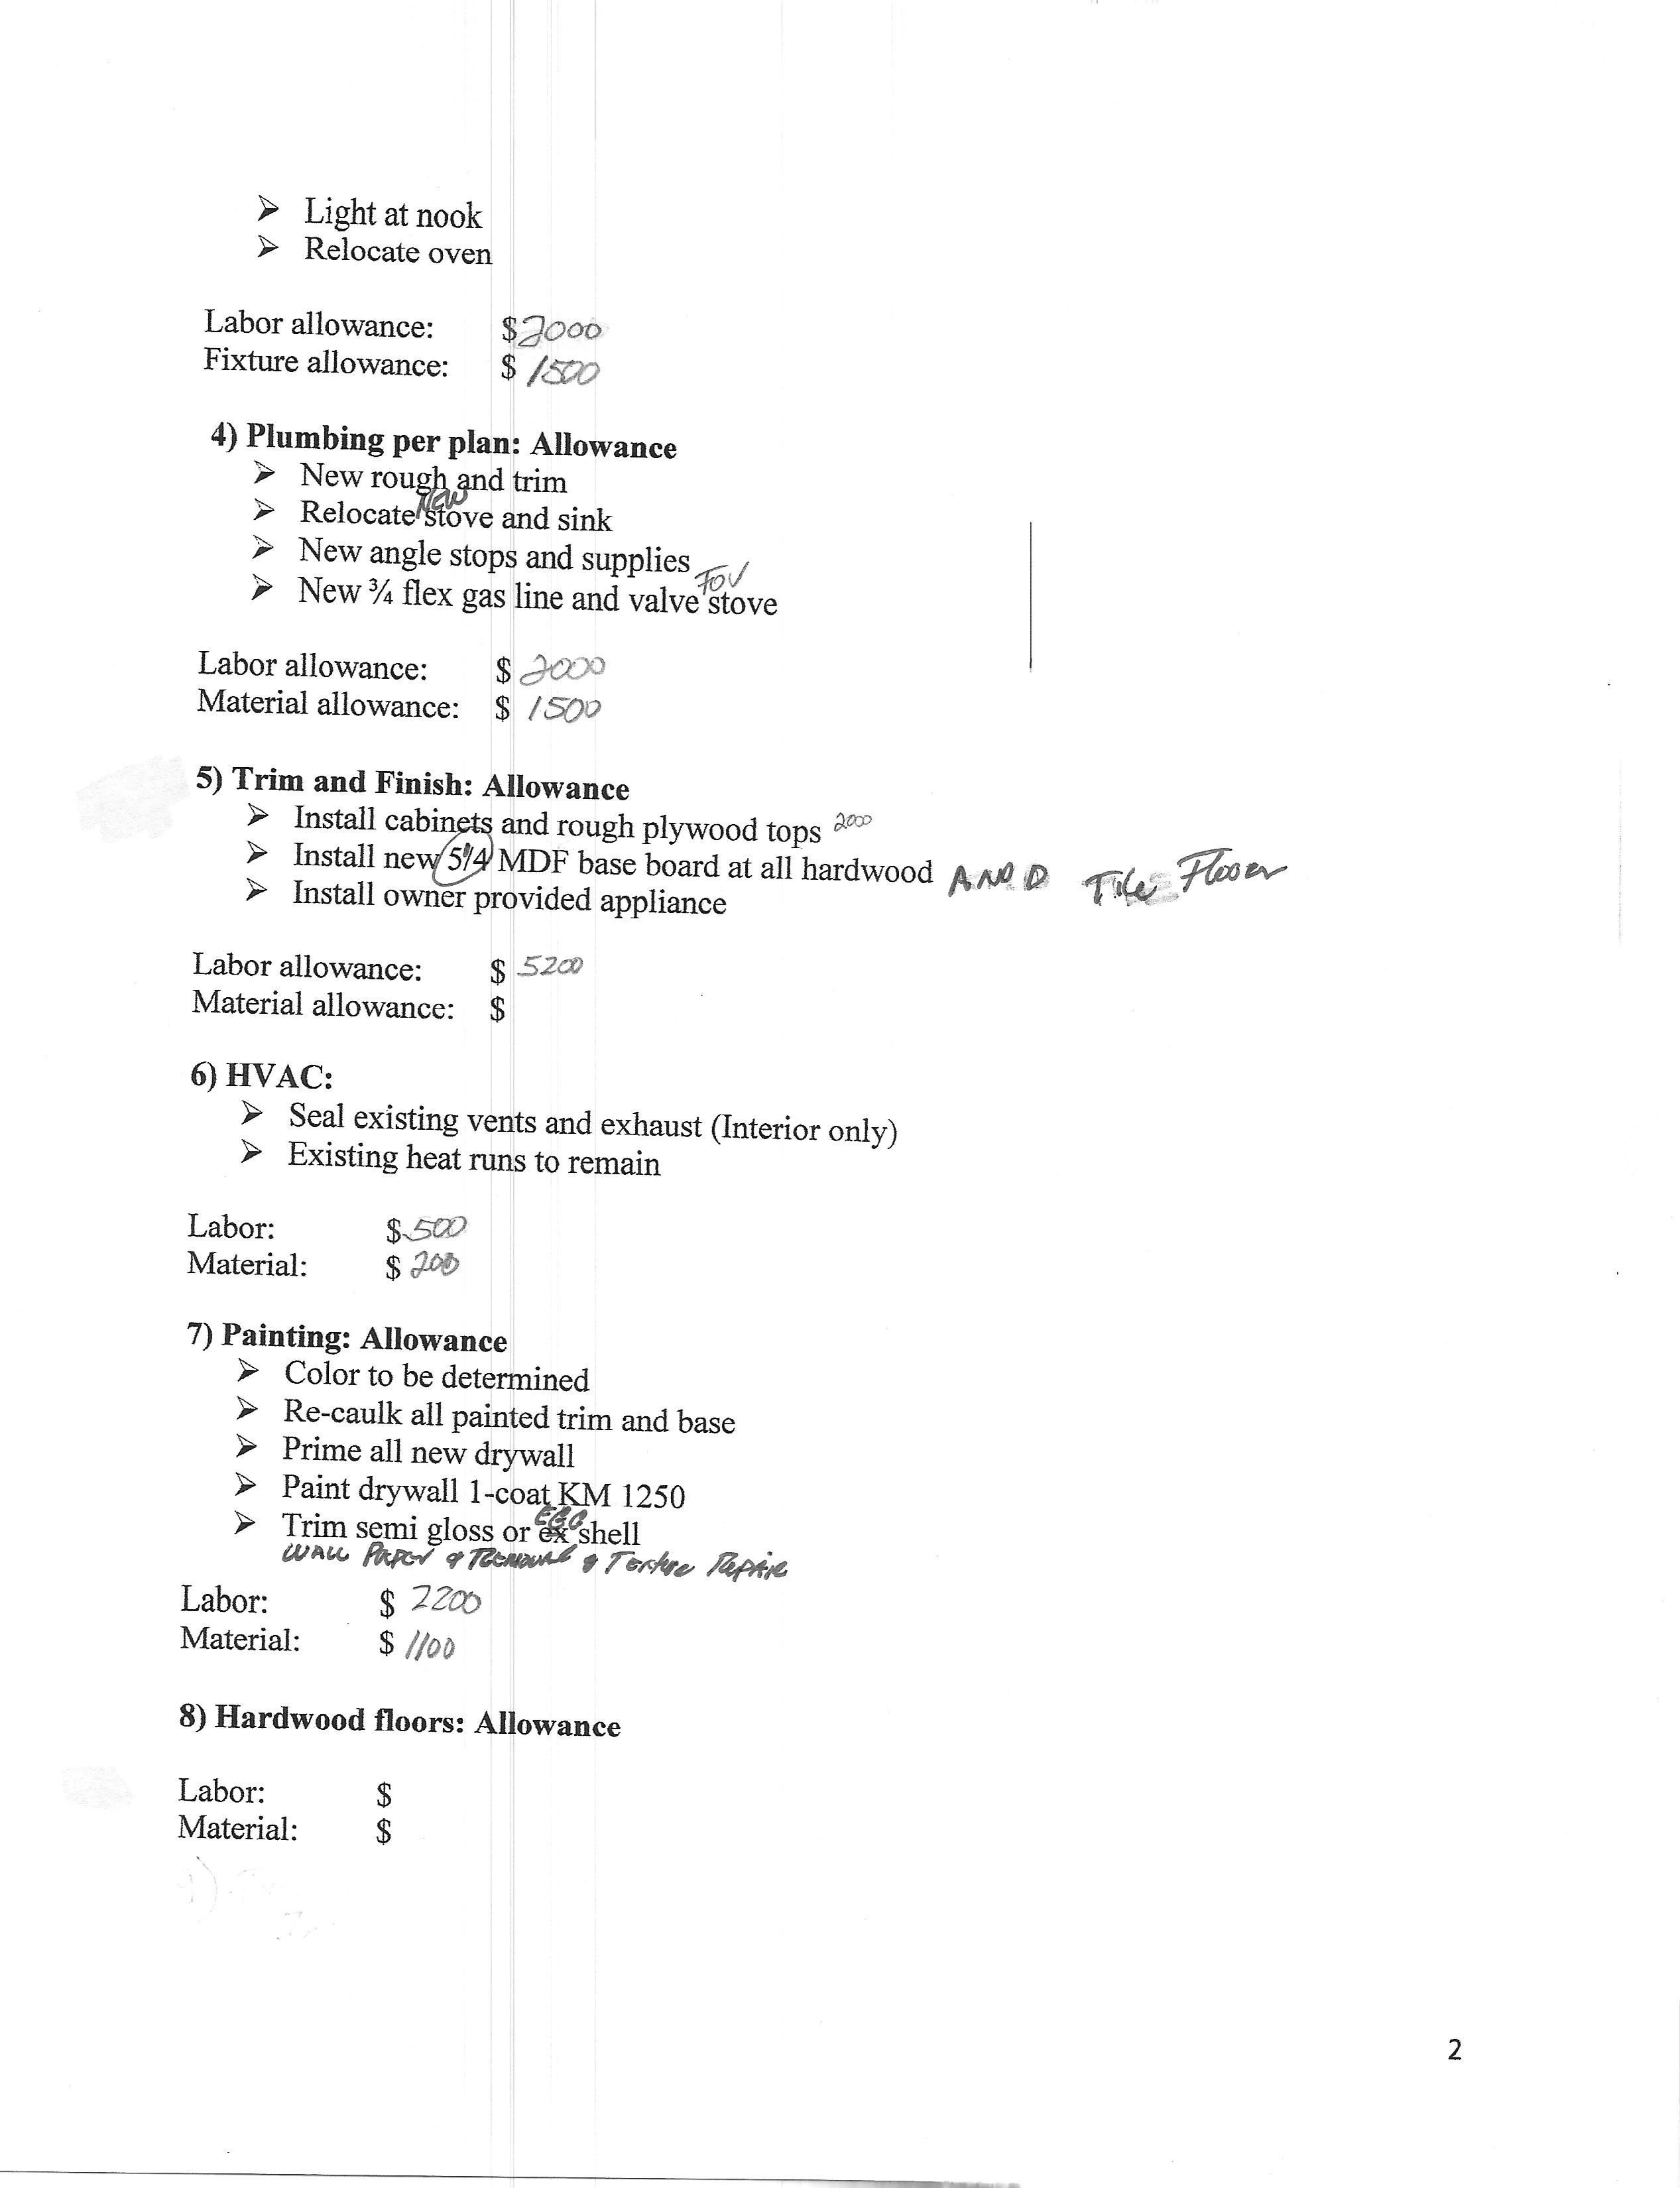 ➢ Light at nook
➢ Relocate oven
Labor allowance: $2000
Fixture allowance: $ 1500
4) Plumbing per plan: Allowance
➢ New rough and trim
NEW
➢ Relocate stove and sink
➢ New angle stops and supplies
FOV
➢ New ¾ flex gas line and valve stove
Labor allowance: $ 2000
Material allowance: $ 1500
5) Trim and Finish: Allowance
➢ Install cabinets and rough plywood tops 2000
➢ Install new 5"/4 MDF base board at all hardwood AND Tile Floor
➢ Install owner provided appliance
Labor allowance: $ 5200
Material allowance: $
6) HVAC:
➢ Seal existing vents and exhaust (Interior only)
➢ Existing heat runs to remain
Labor: $ 500
Material: $ 200
7) Painting: Allowance
➢ Color to be determined
➢ Re-caulk all painted trim and base
➢ Prime all new drywall
➢ Paint drywall 1-coat KM 1250
EGG
➢ Trim semi gloss or ex shell
WALL PAPER & REMOVAL & Texture Repair
Labor: $ 2200
Material: $ 1100
8) Hardwood floors: Allowance
Labor: $
Material: $
2